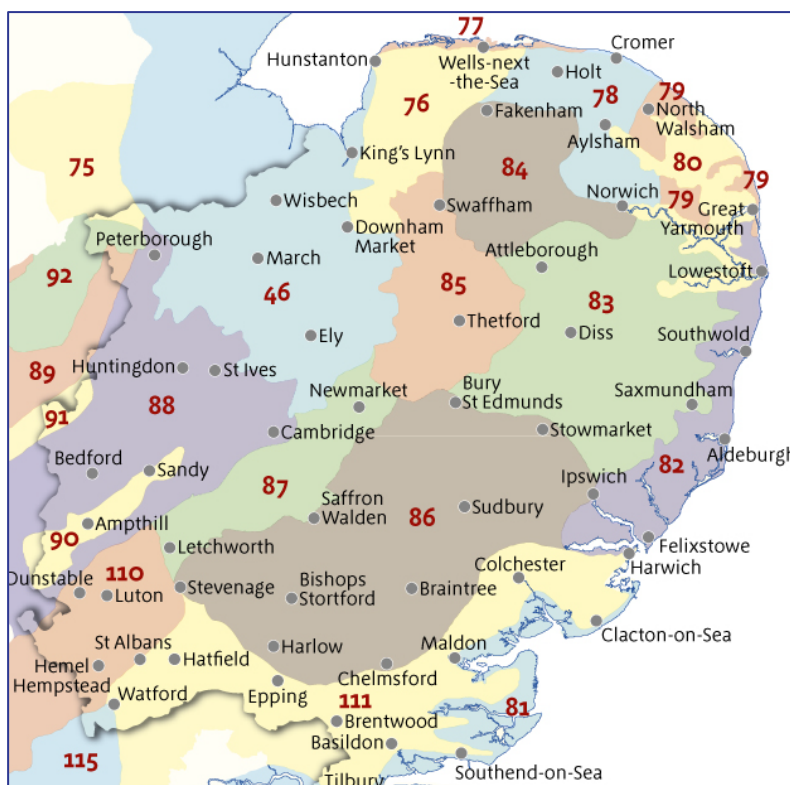 77
Hunstanton
Wells-next
-the-Sea
Cromer
Holt
76
78
79
Fakenham
North
Walsham
Aylsham
75
King's Lynn
84
80
79
Wisbech
Swaffham
Norwich
79
Great
Yarmouth
Downham
Market
Peterborough
March
Attleborough
92
Lowestoft
46
85
83
Ely
Thetford
Diss
Southwold
89
Huntingdon
St Ives
91
88
Newmarket
Bury
St Edmunds
Saxmundham
Cambridge
Stowmarket
Aldeburgh
Bedford
Sandy
82
87
Ipswich
Saffron
Walden
86
Sudbury
90
Ampthill
Letchworth
Felixstowe
Harwich
Colchester
110
Dunstable
Luton
Stevenage
Bishops
Stortford
Braintree
Clacton-on-Sea
St Albans
Harlow
Maldon
Hemel
Hempstead
Hatfield
Chelmsford
Epping
Watford
111
81
Brentwood
Basildon
115
Southend-on-Sea
Tilbury